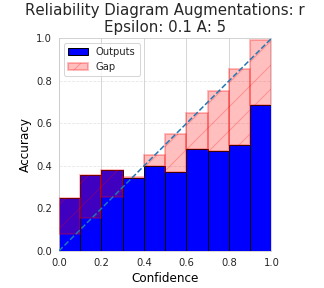 Reliability Diagram Augmentations: r
Epsilon: 0.1 A: 5
Outputs
Gap
Accuracy
1.0
0.8
0.6
0.4
0.2
0.0
0.0 0.2 0.4 0.6 0.8 1.0
Confidence